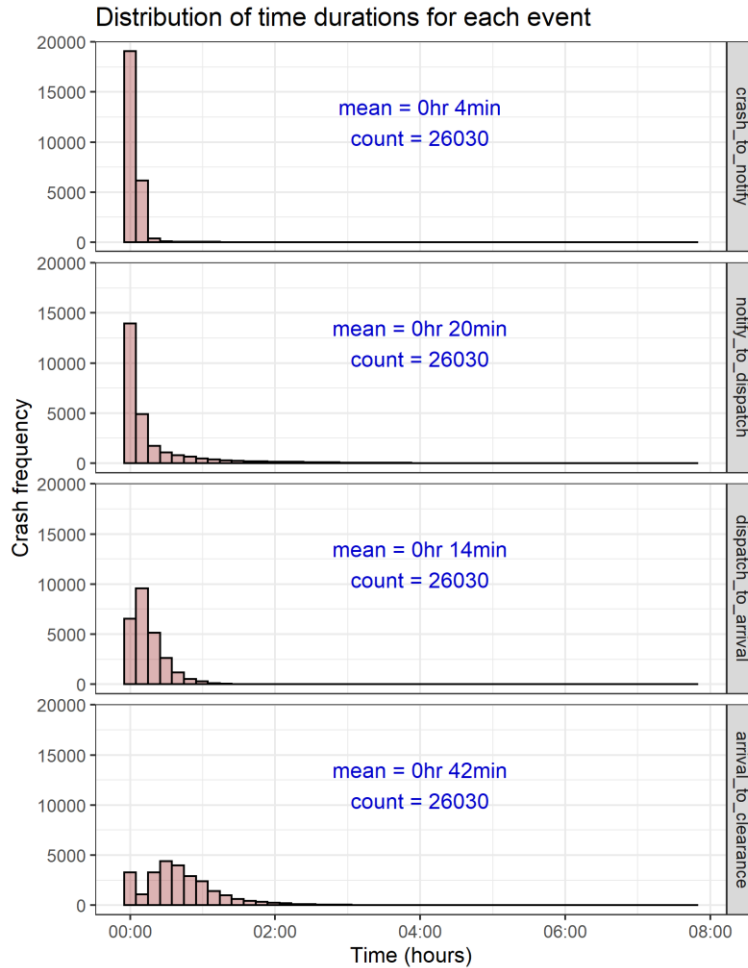 Distribution of time durations for each event
20000
15000
10000
5000
0
mean = 0hr 4min
count = 26030
crash_to_notify
20000
15000
10000
5000
0
mean = 0hr 20min
count = 26030
notify_to_dispatch
20000
15000
10000
5000
0
mean = 0hr 14min
count = 26030
dispatch_to_arrival
20000
15000
10000
5000
0
mean = 0hr 42min
count = 26030
arrival_to_clearance
Crash frequency
00:00 02:00 04:00 06:00 08:00
Time (hours)